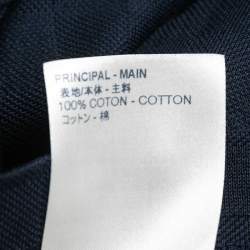 PRINCIPAL - MAIN
表地/本体 - 主料
100% COTON - COTTON
コットン - 棉